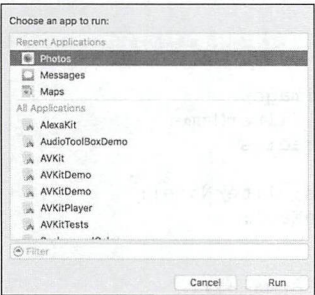 Choose an app to run:
Recent Applications
Photos
Messages
Maps
All Applications
AlexaKit
AudioToolBoxDemo
AVKit
AVKitDemo
AVKitDemo
AVKitPlayer
AVKitTests
Filter
Cancel Run